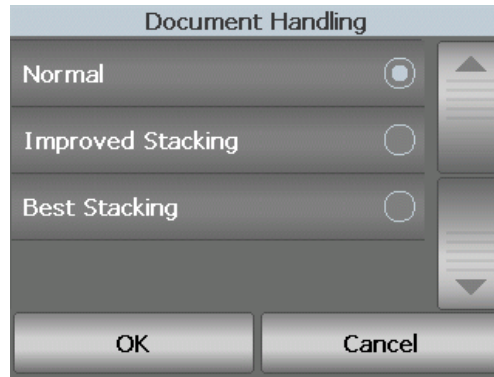 Document Handling
Normal
Improved Stacking
Best Stacking
OK Cancel